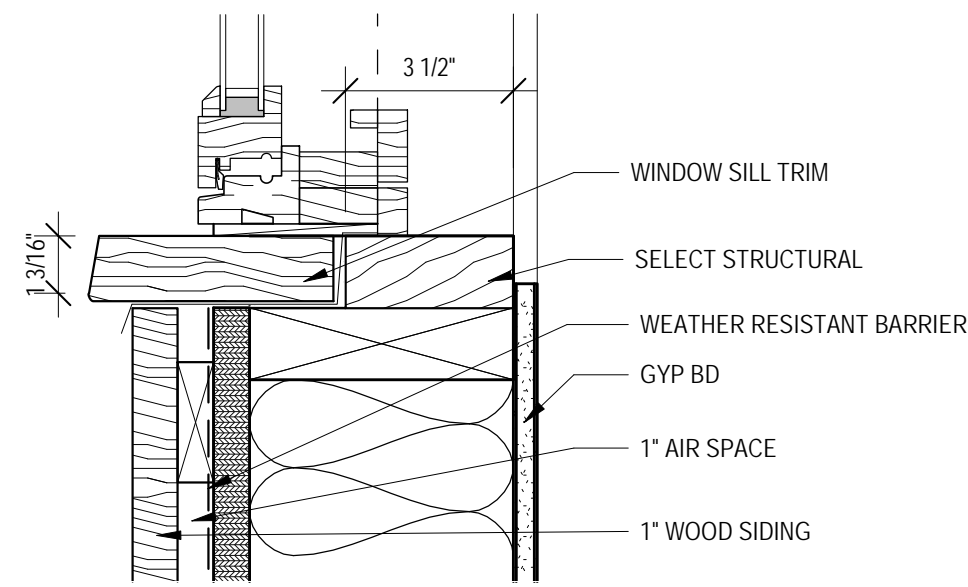 3 1/2"
WINDOW SILL TRIM
1 3/16"
SELECT STRUCTURAL
WEATHER RESISTANT BARRIER
GYP BD
1" AIR SPACE
1" WOOD SIDING